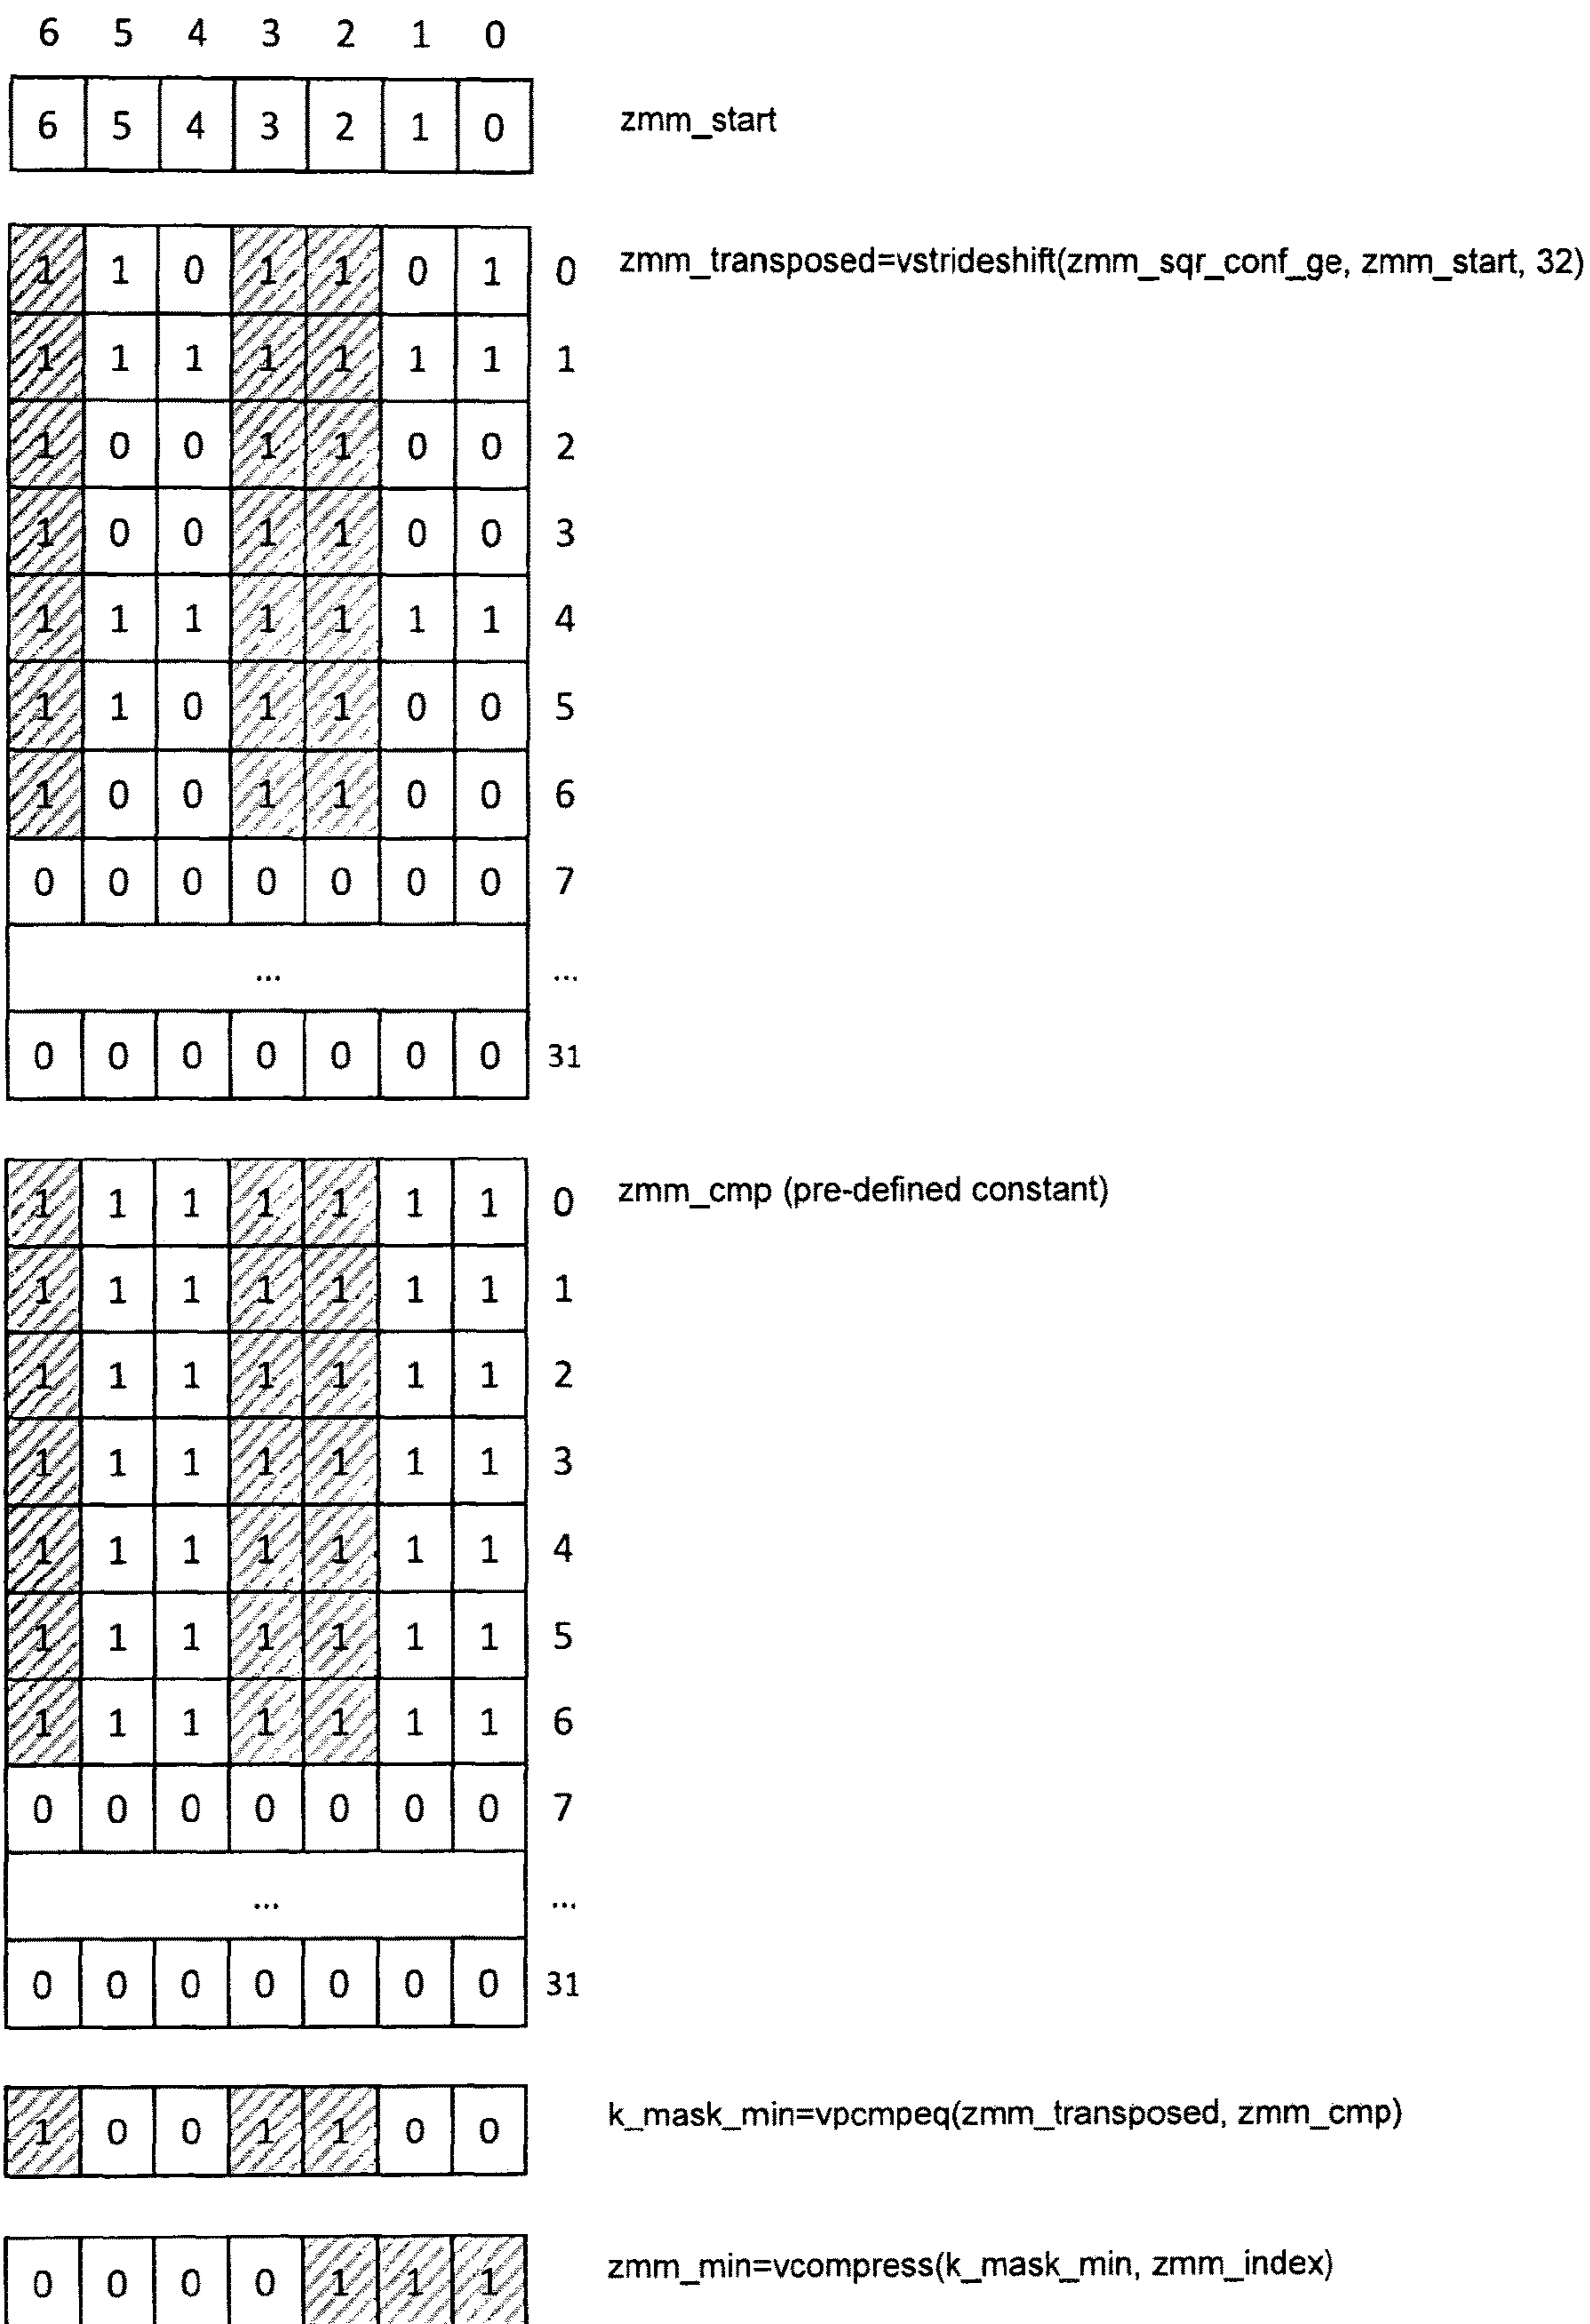 6 5 4 3 2 1 0
6 5 4 3 2 1 0 zmm_start
1 1 0 1 1 0 1 0 zmm_transposed=vstrideshift(zmm_sqr_conf_ge, zmm_start, 32)
1 1 1 1 1 1 1 1
1 0 0 1 1 0 0 2
1 0 0 1 1 0 0 3
1 1 1 1 1 1 1 4
1 1 0 1 1 0 0 5
1 0 0 1 1 0 0 6
0 0 0 0 0 0 0 7
... ...
0 0 0 0 0 0 0 31
1 1 1 1 1 1 1 0 zmm_cmp (pre-defined constant)
1 1 1 1 1 1 1 1
1 1 1 1 1 1 1 2
1 1 1 1 1 1 1 3
1 1 1 1 1 1 1 4
1 1 1 1 1 1 1 5
1 1 1 1 1 1 1 6
0 0 0 0 0 0 0 7
... ...
0 0 0 0 0 0 0 31
1 0 0 1 1 0 0 k_mask_min=vpcmpeq(zmm_transposed, zmm_cmp)
0 0 0 0 1 1 1 zmm_min=vcompress(k_mask_min, zmm_index)